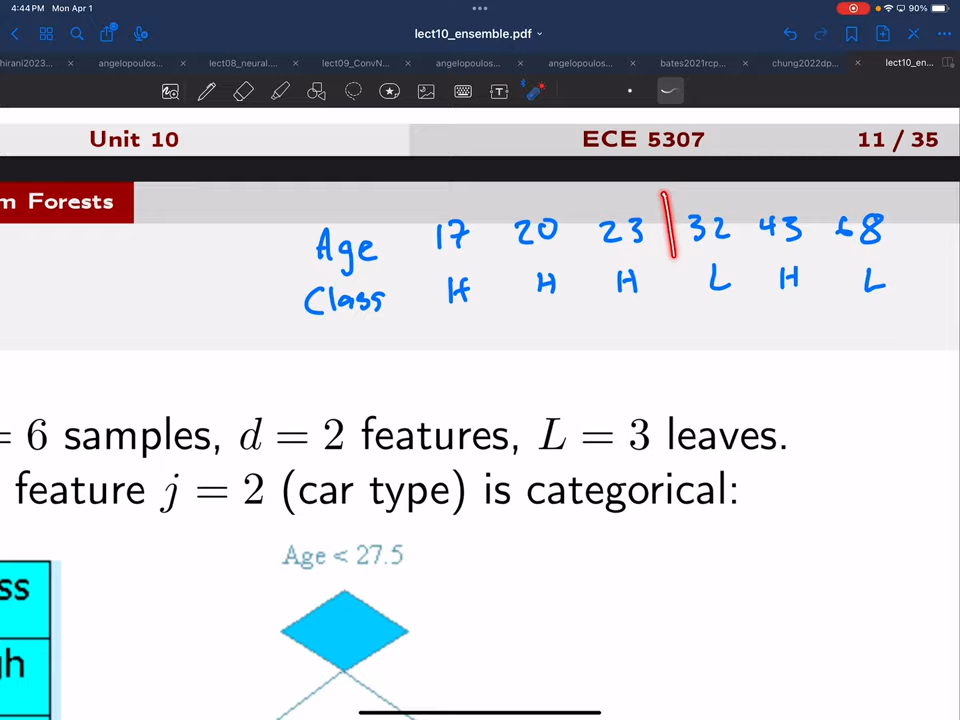 4:44 PM Mon Apr 1
90%
lect10_ensemble.pdf
hirani2023... angelopoulos... lect08_neural... lect09_ConvN... angelopoulos... angelopoulos... bates2021rcp... chung2022dp... lect10_en...
Unit 10 ECE 5307 11 / 35
m Forests
Age 17 20 23 32 43 68
Class H H H L H L
= 6 samples, d = 2 features, L = 3 leaves.
feature j = 2 (car type) is categorical:
Age < 27.5
ss
gh